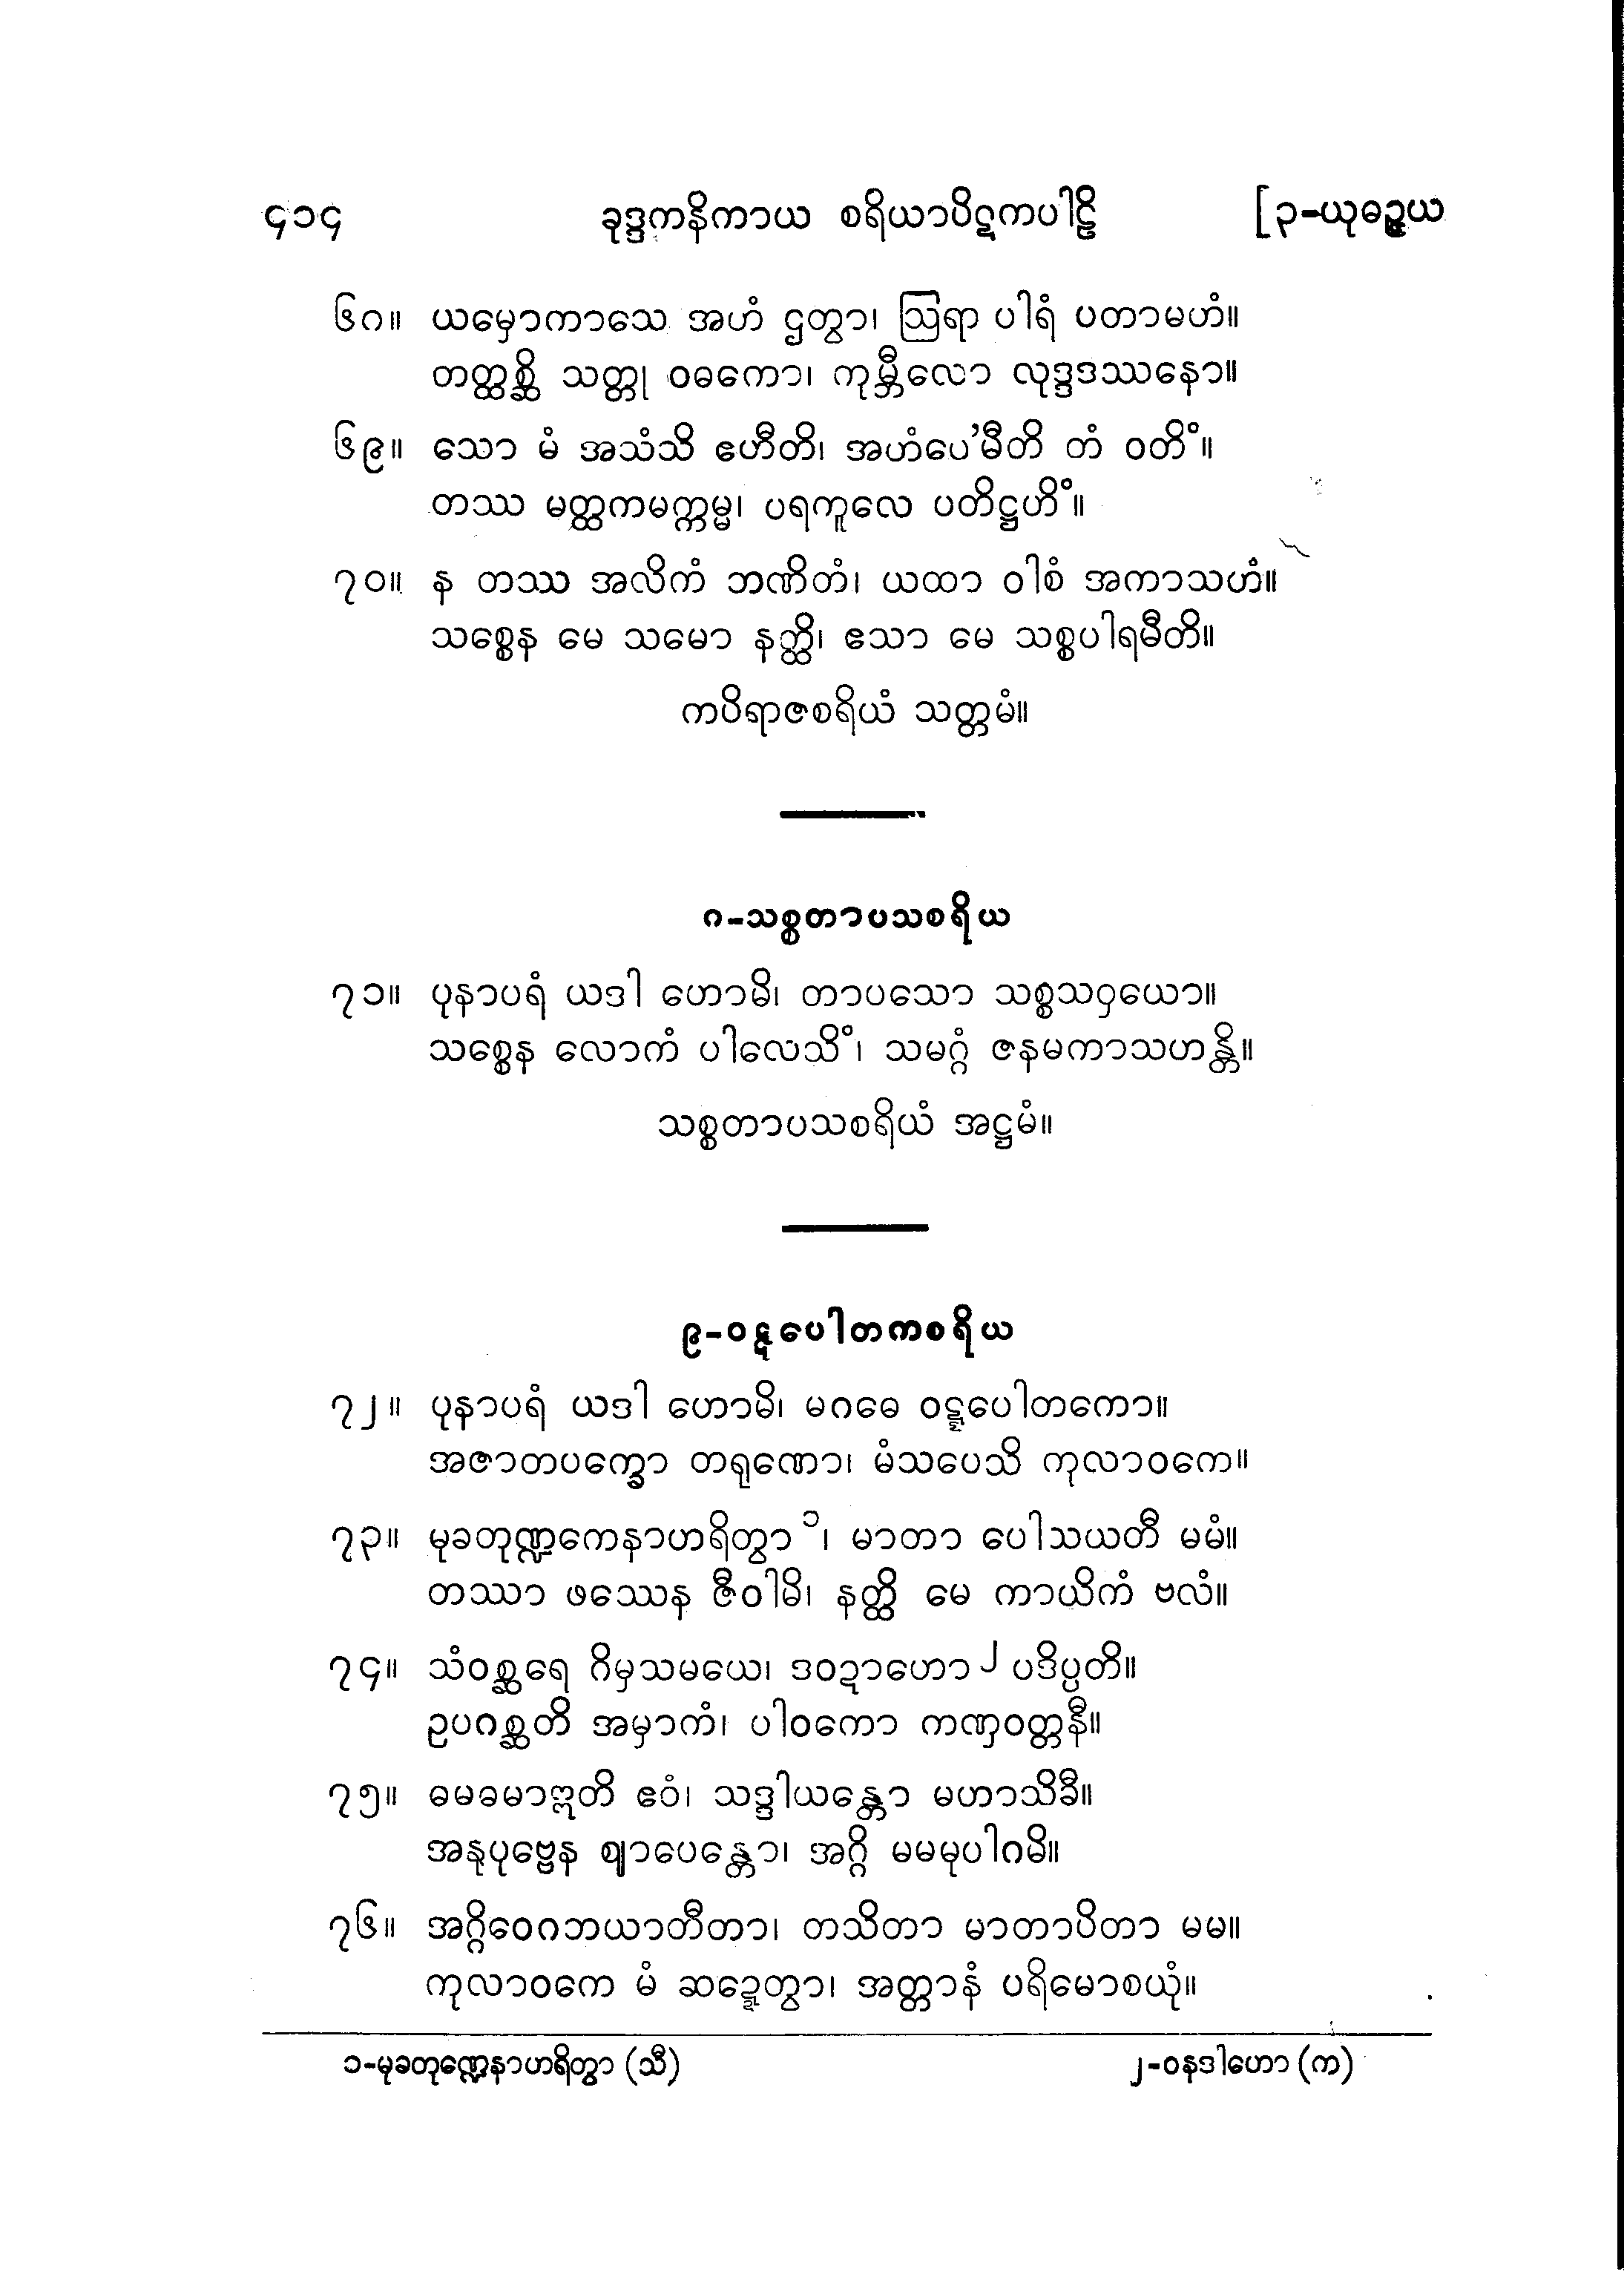 ၄၁၄ ခုဒ္ဒကနိကာယ စရိယာပိဋကပါဠိ [၃-ယုဓဉ္ဇယ
၆၈။ ယမှောကာသေ အဟံ ဌတွာ၊ ဩရာ ပါရံ ပတာမဟံ။
တတ္ထစ္ဆိ သတ္တု ဝဓကော၊ ကုမ္ဘီလော လုဒ္ဒဒဿနော။
၆၉။ သော မံ အသံသိ ဧဟီတိ၊ အဟံပေ'မီတိ တံ ဝတိံ။
တဿ မတ္ထကမက္ကမ္မ၊ ပရကူလေ ပတိဋ္ဌဟိံ။
၇၀။ န တဿ အလိကံ ဘဏိတံ၊ ယထာ ဝါစံ အကာသဟံ။
သစ္စေန မေ သမော နတ္ထိ၊ ဧသာ မေ သစ္စပါရမီတိ။
ကပိရာဇစရိယံ သတ္တမံ။
၈-သစ္စတာပသစရိယ
၇၁။ ပုနာပရံ ယဒါ ဟောမိ၊ တာပသော သစ္စသဝှယော။
သစ္စေန လောကံ ပါလေသိံ၊ သမဂ္ဂံ ဇနမကာသဟန္တိ။
သစ္စတာပသစရိယံ အဋ္ဌမံ။
၉-ဝဋ္ဋပေါတကစရိယ
၇၂။ ပုနာပရံ ယဒါ ဟောမိ၊ မဂဓေ ဝဋ္ဋပေါတကော။
အဇာတပက္ခော တရုဏော၊ မံသပေသိ ကုလာဝကေ။
၇၃။ မုခတုဏ္ဍကေနာဟရိတွာ ၁၊ မာတာ ပေါသယတီ မမံ။
တဿာ ဖဿေန ဇီဝါမိ၊ နတ္ထိ မေ ကာယိကံ ဗလံ။
၇၄။ သံဝစ္ဆရေ ဂိမှသမယေ၊ ဒဝဍာဟော ၂ ပဒိပ္ပတိ။
ဥပဂစ္ဆတိ အမှာကံ၊ ပါဝကော ကဏှဝတ္တနီ။
၇၅။ ဓမဓမာဣတိ ဧဝံ၊ သဒ္ဒါယန္တော မဟာသိခီ။
အနုပုဗ္ဗေန ဈာပေန္တော၊ အဂ္ဂိ မမမုပါဂမိ။
၇၆။ အဂ္ဂိဝေဂဘယာတီတာ၊ တသိတာ မာတာပိတာ မမ။
ကုလာဝကေ မံ ဆဍ္ဍေတွာ၊ အတ္တာနံ ပရိမောစယုံ။
၁-မုခတုဏ္ဍေနာဟရိတွာ (သီ) ၂-ဝနဒါဟော (က)